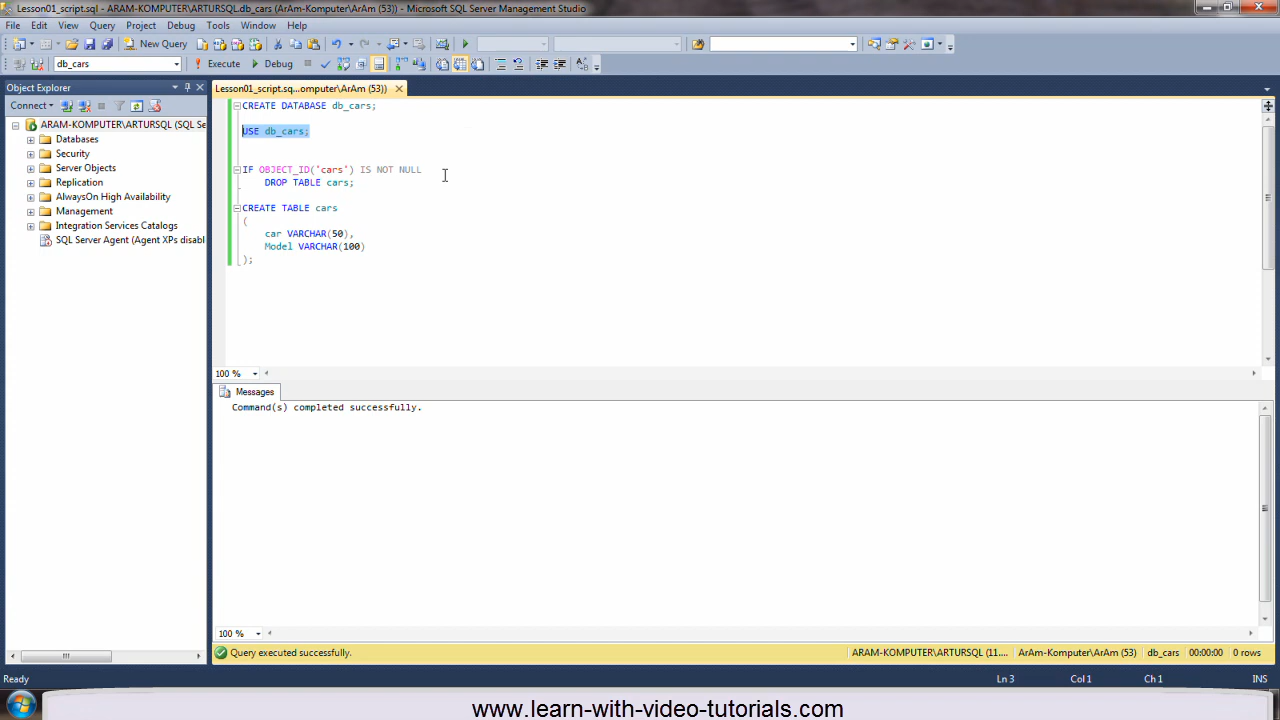 Lesson01_script.sql - ARAM-KOMPUTER\ARTURSQL.db_cars (ArAm-Komputer\ArAm (53)) - Microsoft SQL Server Management Studio
File Edit View Query Project Debug Tools Window Help
New Query
db_cars Execute Debug
Object Explorer
Connect
ARAM-KOMPUTER\ARTURSQL (SQL Se
Databases
Security
Server Objects
Replication
AlwaysOn High Availability
Management
Integration Services Catalogs
SQL Server Agent (Agent XPs disabl
Lesson01_script.sq...omputer\ArAm (53))
CREATE DATABASE db_cars;
USE db_cars;
IF OBJECT_ID('cars') IS NOT NULL
DROP TABLE cars;
CREATE TABLE cars
(
car VARCHAR(50),
Model VARCHAR(100)
);
100 %
Messages
Command(s) completed successfully.
100 %
Query executed successfully. ARAM-KOMPUTER\ARTURSQL (11.... ArAm-Komputer\ArAm (53) db_cars 00:00:00 0 rows
Ready Ln 3 Col 1 Ch 1 INS
www.learn-with-video-tutorials.com